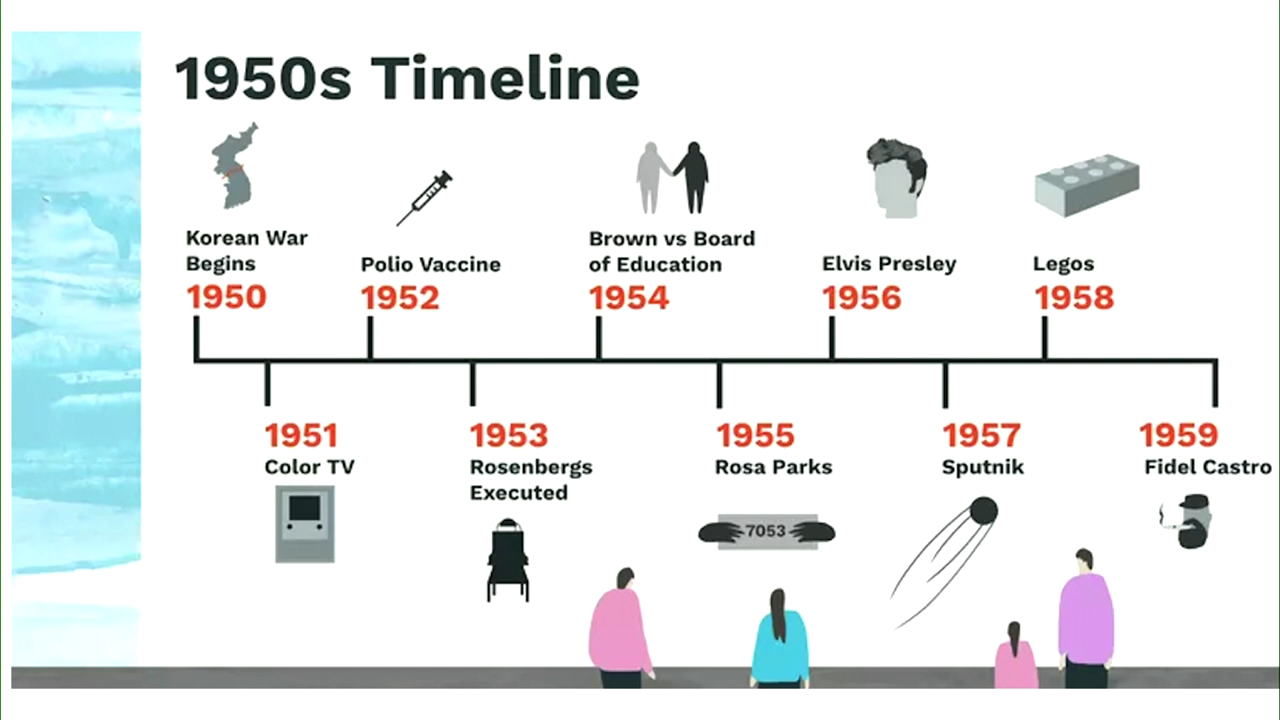 1950s Timeline
Korean War
Begins
1950
Polio Vaccine
1952
Brown vs Board
of Education
1954
Elvis Presley
1956
Legos
1958
1951
Color TV
1953
Rosenbergs
Executed
1955
Rosa Parks
7053
1957
Sputnik
1959
Fidel Castro